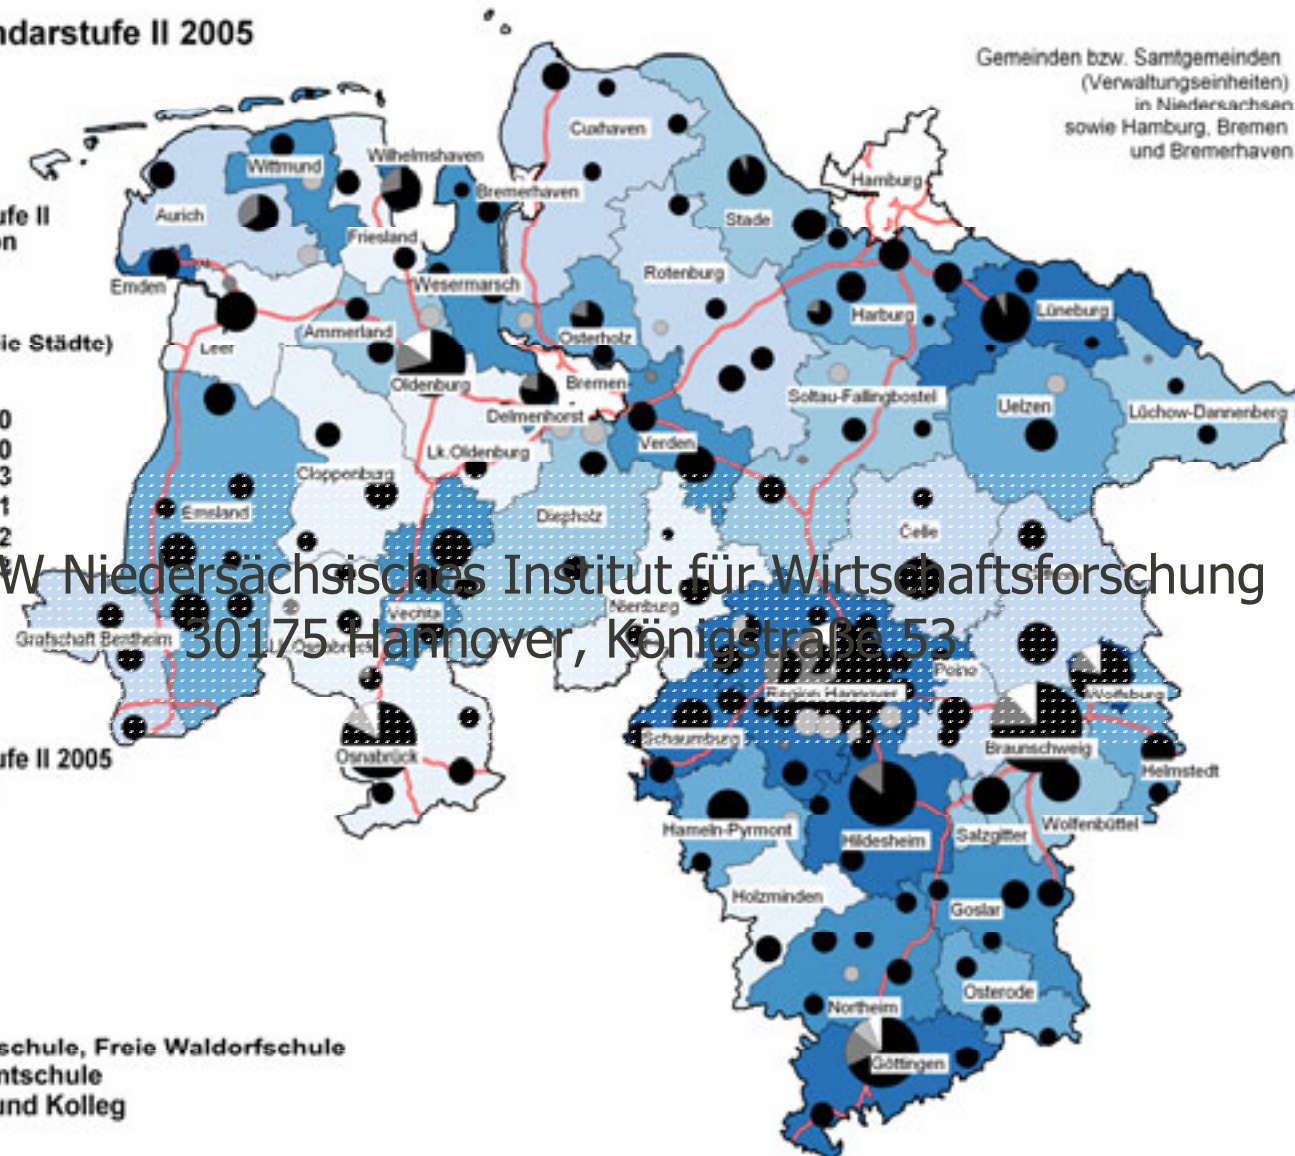 ndarstufe II 2005
Gemeinden bzw. Samtgemeinden
(Verwaltungseinheiten)
in Niedersachsen
sowie Hamburg, Bremen
und Bremerhaven
Cuxhaven
Wittmund
Wilhelmshaven
Hamburg
Bremerhaven
ufe II
on
Aurich
Stade
Friesland
Rotenburg
Emden
Wesermarsch
Lüneburg
Harburg
Ammerland
Osterholz
ie Städte)
Leer
Oldenburg
Bremen
Soltau-Fallingbostel
Uelzen
Lüchow-Dannenberg
Delmenhorst
0
Verden
0
Lk.Oldenburg
3
Cloppenburg
1
Emsland
Diepholz
2
Celle
W Niedersächsisches Institut für Wirtschaftsforschung
Nienburg
Vechta
Grafschaft Bentheim
Lk.Osnabrück
30175 Hannover, Königstraße 53
Peine
Region Hannover
Wolfsburg
Schaumburg
Braunschweig
ufe II 2005
Osnabrück
Helmstedt
Hameln-Pyrmont
Hildesheim
Salzgitter
Wolfenbüttel
Holzminden
Goslar
Osterode
Northeim
schule, Freie Waldorfschule
Göttingen
ntschule
und Kolleg